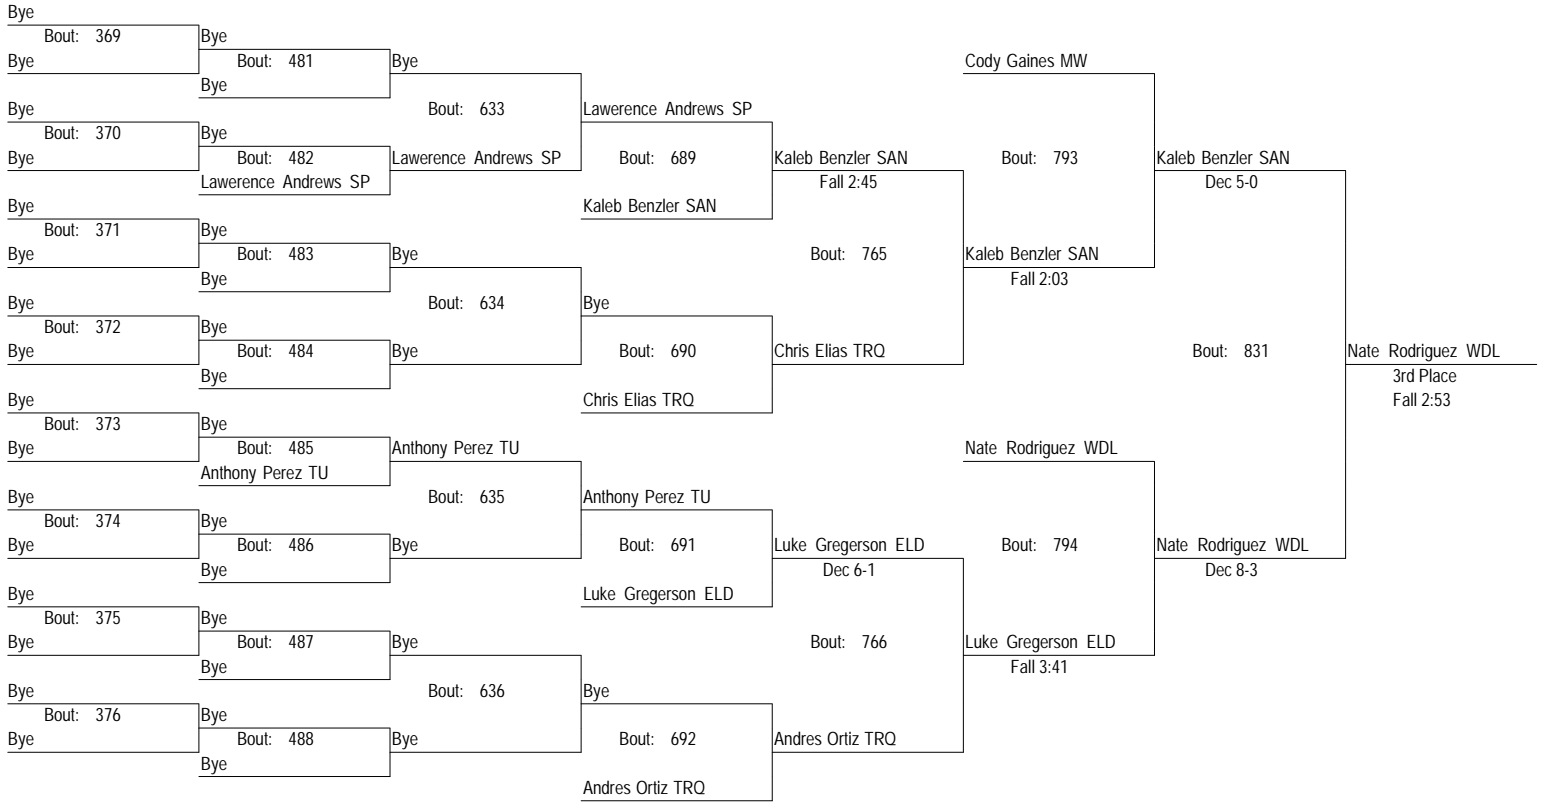 Bye
Bout: 369
Bye
Bye
Bout: 370
Bye
Bye
Bout: 371
Bye
Bye
Bout: 372
Bye
Bye
Bout: 373
Bye
Bye
Bout: 374
Bye
Bye
Bout: 375
Bye
Bye
Bout: 376
Bye
Bye
Bout: 481
Bye
Bye
Bout: 482
Lawerence Andrews SP
Bye
Bout: 483
Bye
Bye
Bout: 484
Bye
Bye
Bout: 485
Anthony Perez TU
Bye
Bout: 486
Bye
Bye
Bout: 487
Bye
Bye
Bout: 488
Bye
Bye
Bout: 633
Lawerence Andrews SP
Bye
Bout: 634
Bye
Anthony Perez TU
Bout: 635
Bye
Bye
Bout: 636
Bye
Lawerence Andrews SP
Bout: 689
Kaleb Benzler SAN
Bye
Bout: 690
Chris Elias TRQ
Anthony Perez TU
Bout: 691
Luke Gregerson ELD
Bye
Bout: 692
Andres Ortiz TRQ
Kaleb Benzler SAN
Fall 2:45
Bout: 765
Chris Elias TRQ
Luke Gregerson ELD
Dec 6-1
Bout: 766
Andres Ortiz TRQ
Cody Gaines MW
Bout: 793
Kaleb Benzler SAN
Fall 2:03
Nate Rodriguez WDL
Bout: 794
Luke Gregerson ELD
Fall 3:41
Kaleb Benzler SAN
Dec 5-0
Bout: 831
Nate Rodriguez WDL
Dec 8-3
Nate Rodriguez WDL
3rd Place
Fall 2:53